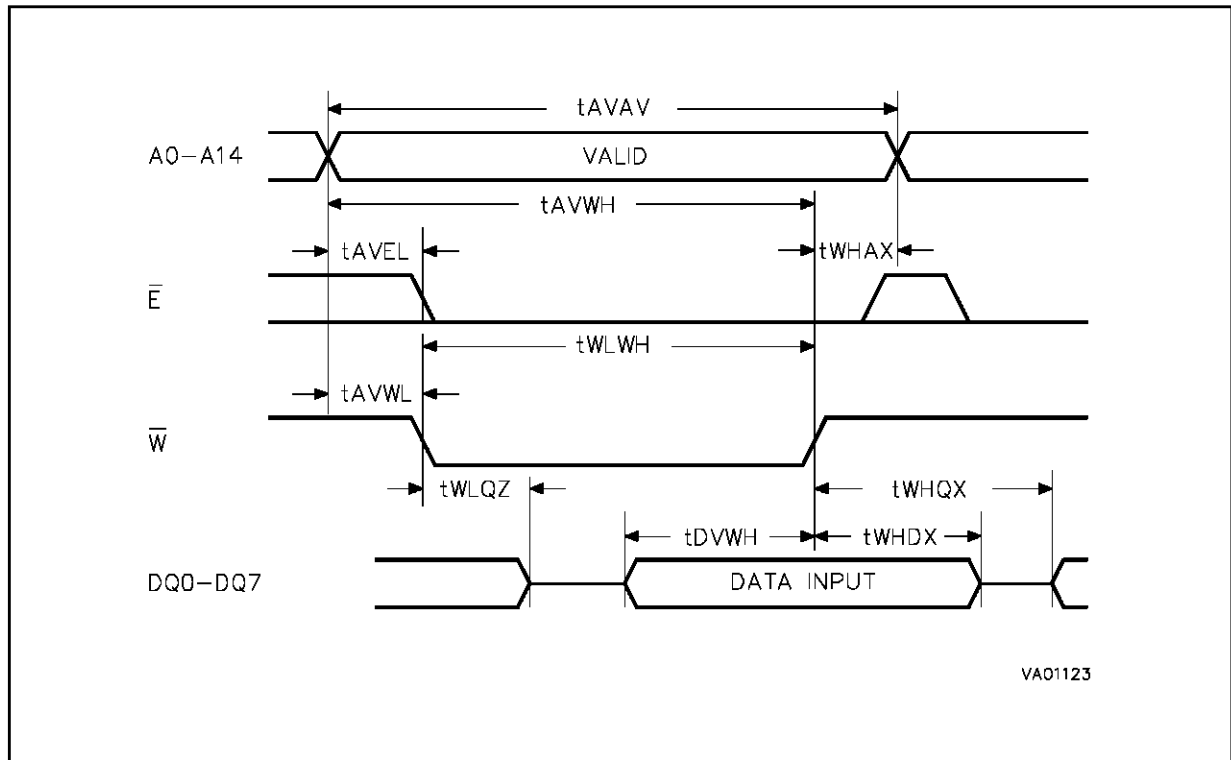 tAVAV
A0-A14
VALID
tAVWH
tAVEL
tWHAX
E̅
tWLWH
tAVWL
W̅
tWLQZ
tWHQX
tDVWH
tWHDX
DQ0-DQ7
DATA INPUT
VA01123